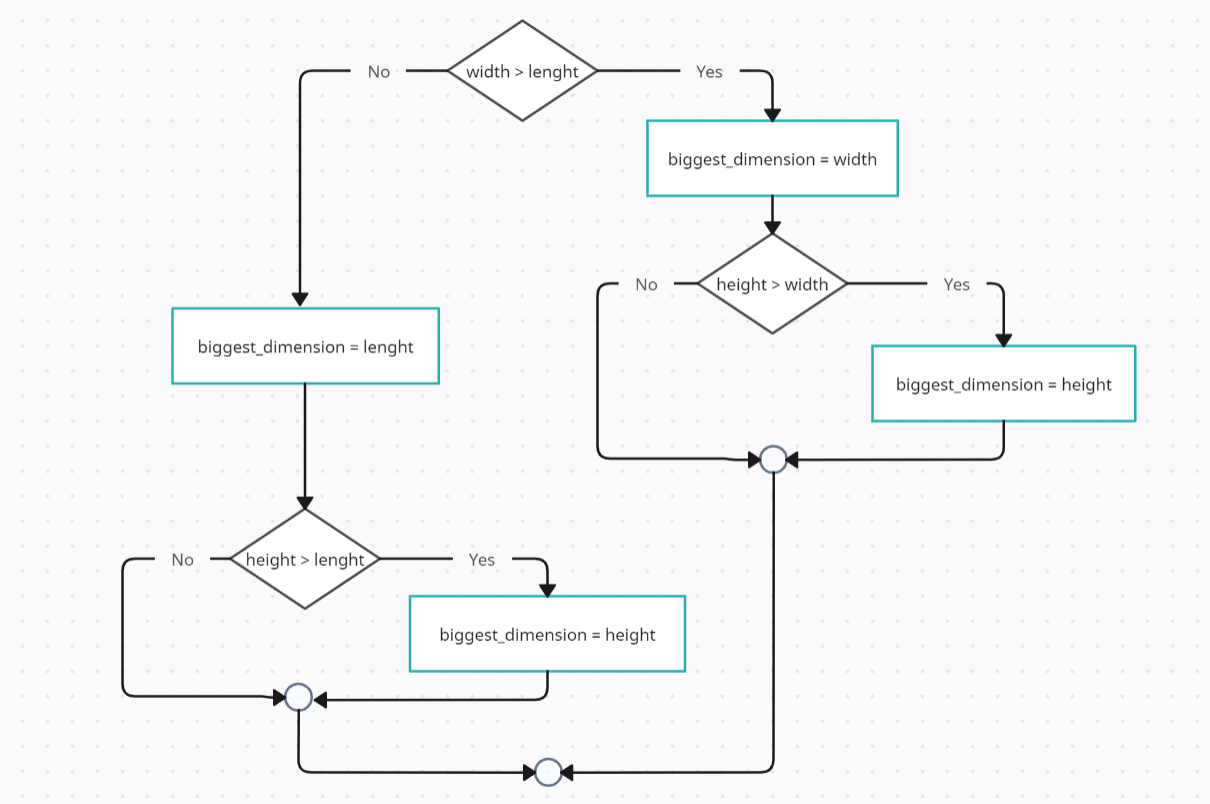 No
width > lenght
Yes
biggest_dimension = width
No
height > width
Yes
biggest_dimension = lenght
biggest_dimension = height
No
height > lenght
Yes
biggest_dimension = height